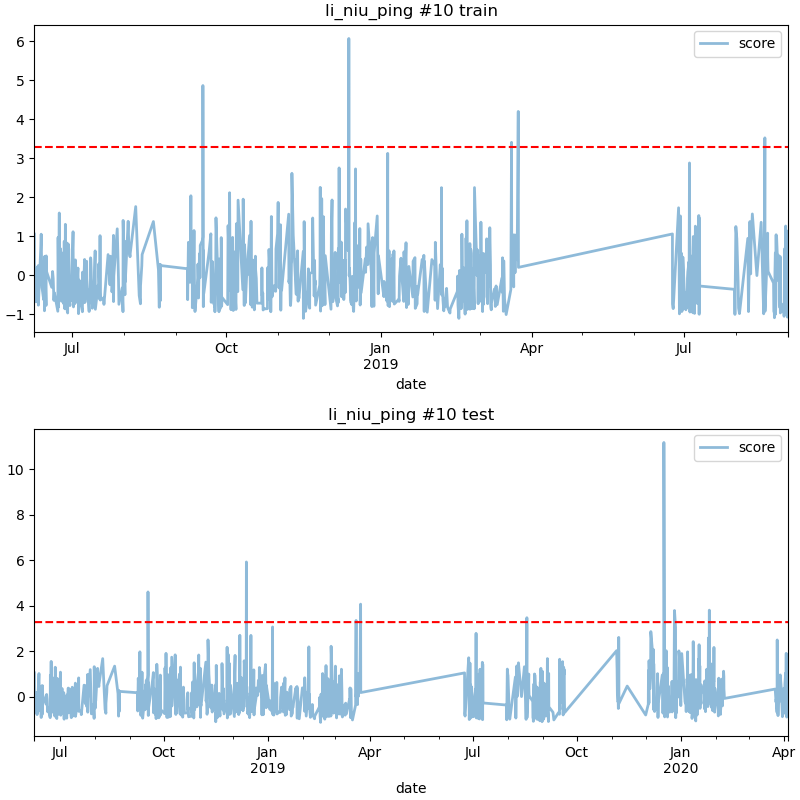 li_niu_ping #10 train
score
6
5
4
3
2
1
0
−1
Jul Oct Jan Apr Jul
2019
date
li_niu_ping #10 test
score
10
8
6
4
2
0
Jul Oct Jan Apr Jul Oct Jan Apr
2019 2020
date